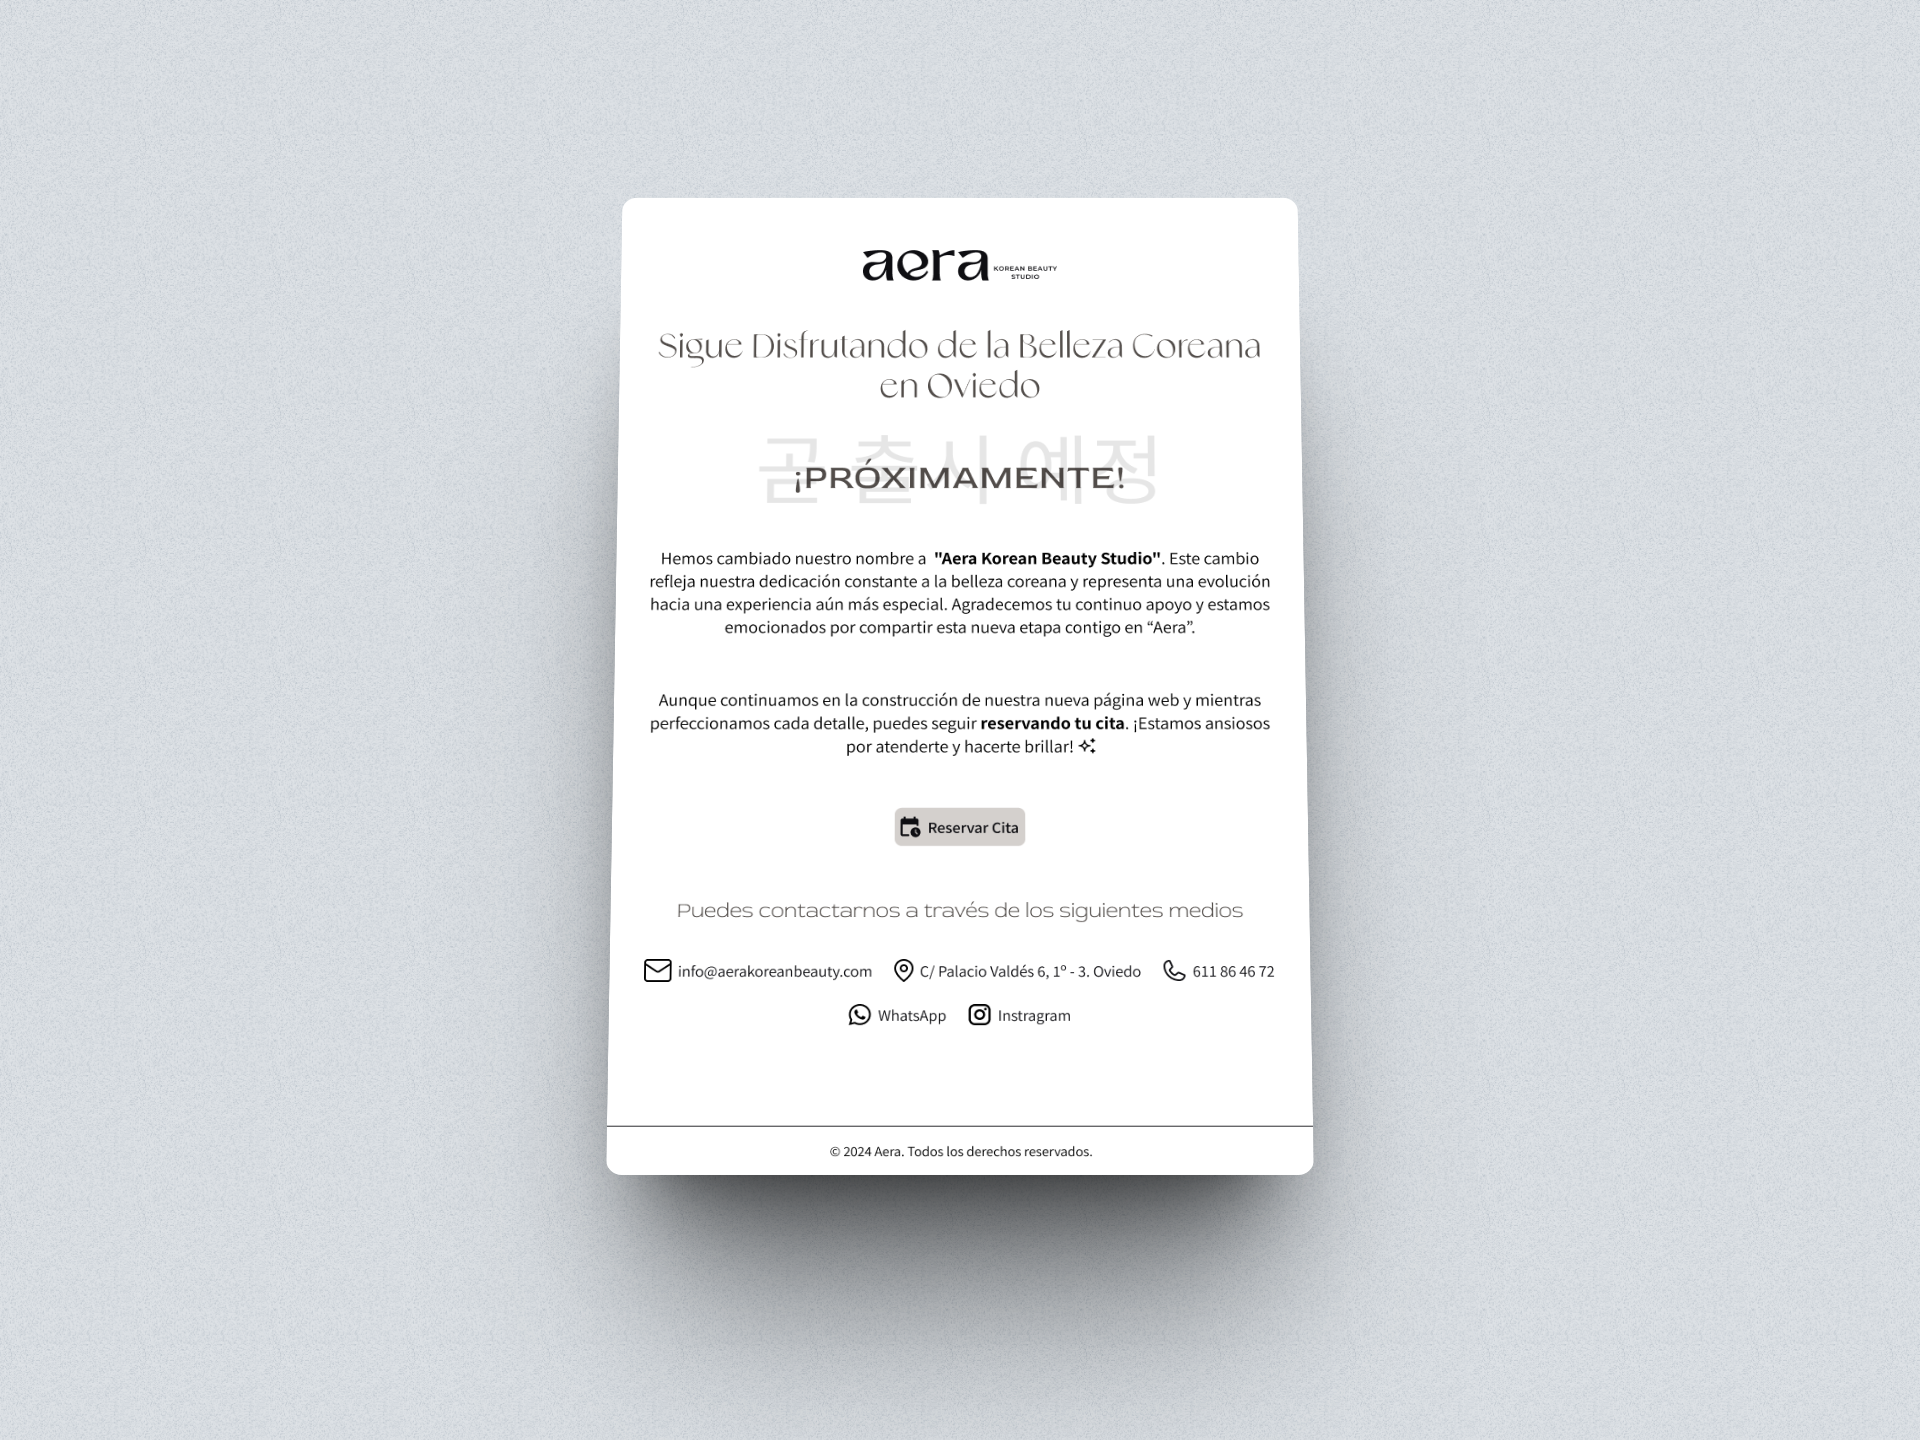 aera KOREAN BEAUTY
STUDIO
Sigue Disfrutando de la Belleza Coreana
en Oviedo
곧 출시 예정
¡PRÓXIMAMENTE!
Hemos cambiado nuestro nombre a "Aera Korean Beauty Studio". Este cambio
refleja nuestra dedicación constante a la belleza coreana y representa una evolución
hacia una experiencia aún más especial. Agradecemos tu continuo apoyo y estamos
emocionados por compartir esta nueva etapa contigo en “Aera”.
Aunque continuamos en la construcción de nuestra nueva página web y mientras
perfeccionamos cada detalle, puedes seguir reservando tu cita. ¡Estamos ansiosos
por atenderte y hacerte brillar!
Reservar Cita
Puedes contactarnos a través de los siguientes medios
info@aerakoreanbeauty.com C/ Palacio Valdés 6, 1º - 3. Oviedo 611 86 46 72
WhatsApp Instragram
© 2024 Aera. Todos los derechos reservados.